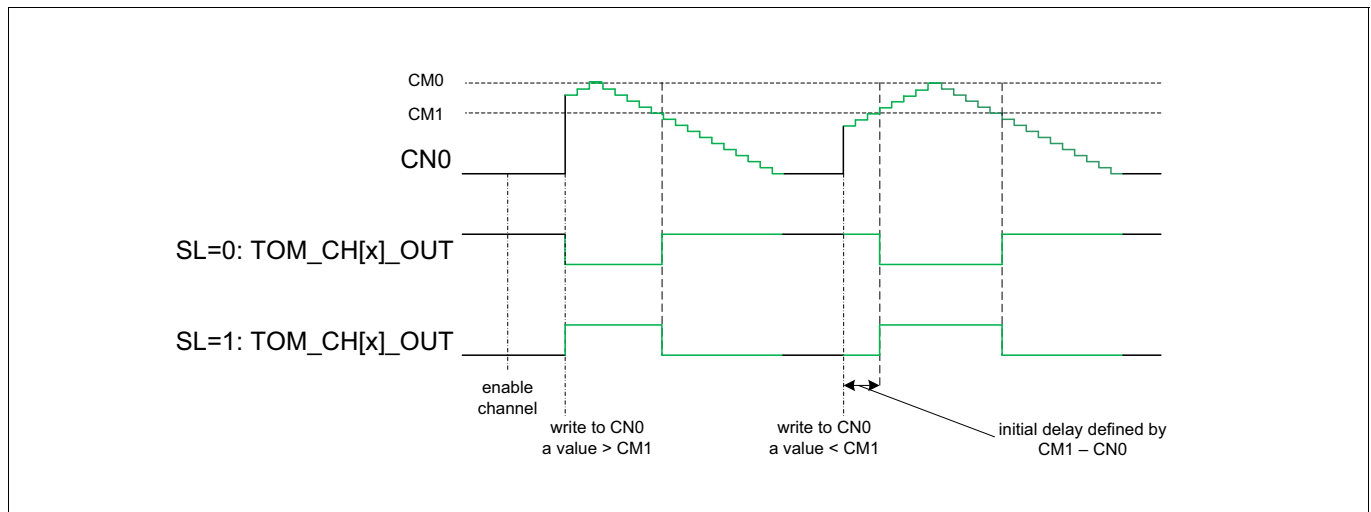 CM0
CM1
CN0
SL=0: TOM_CH[x]_OUT
SL=1: TOM_CH[x]_OUT
enable
channel
write to CN0
a value > CM1
write to CN0
a value < CM1
initial delay defined by
CM1 – CN0